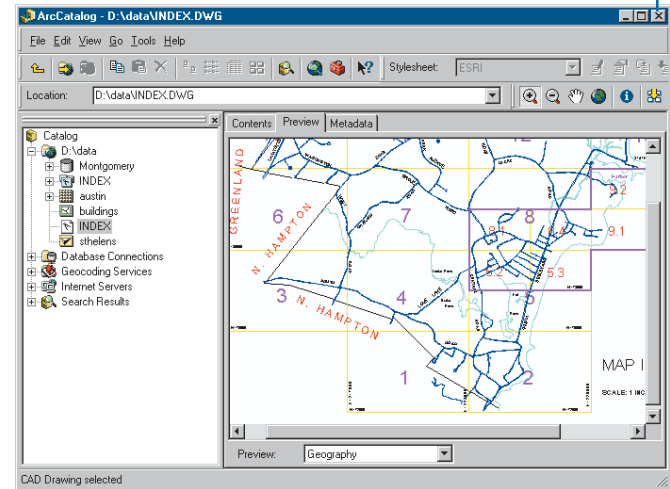 ArcCatalog - D:\data\INDEX.DWG
File Edit View Go Tools Help
Stylesheet: ESRI
Location: D:\data\INDEX.DWG
Contents Preview Metadata
Catalog
D:\data
Montgomery
INDEX
austin
buildings
INDEX
sthelens
Database Connections
Geocoding Services
Internet Servers
Search Results
GREENLAND
6
7
8
9.2
9.1
8.1
8.4
5.2
5.3
N. HAMPTON
3
N. HAMPTON
4
5
1
2
MAP I
SCALE: 1 INC
Preview: Geography
CAD Drawing selected